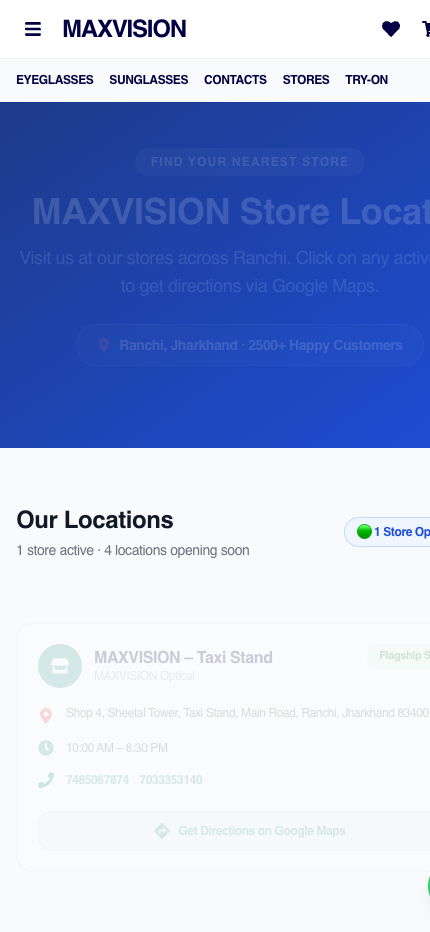 MAXVISION
EYEGLASSES SUNGLASSES CONTACTS STORES TRY-ON
FIND YOUR NEAREST STORE
MAXVISION Store Locat
Visit us at our stores across Ranchi. Click on any activ
to get directions via Google Maps.
Ranchi, Jharkhand · 2500+ Happy Customers
Our Locations
1 store active · 4 locations opening soon
1 Store Op
MAXVISION – Taxi Stand
Flagship S
MAXVISION Optical
Shop 4, Sheetal Tower, Taxi Stand, Main Road, Ranchi, Jharkhand 83400
10:00 AM – 8:30 PM
7485067874 · 7033353140
Get Directions on Google Maps